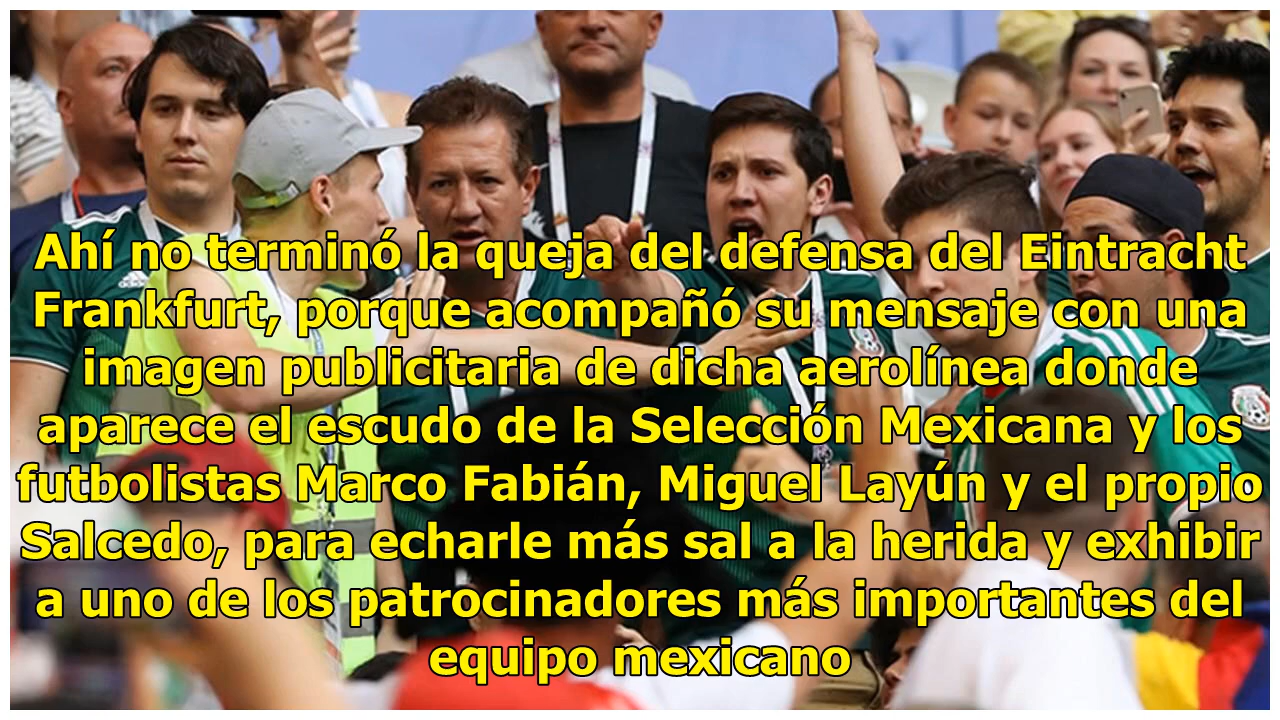 Ahí no terminó la queja del defensa del Eintracht
Frankfurt, porque acompañó su mensaje con una
imagen publicitaria de dicha aerolínea donde
aparece el escudo de la Selección Mexicana y los
futbolistas Marco Fabián, Miguel Layún y el propio
Salcedo, para echarle más sal a la herida y exhibir
a uno de los patrocinadores más importantes del
equipo mexicano